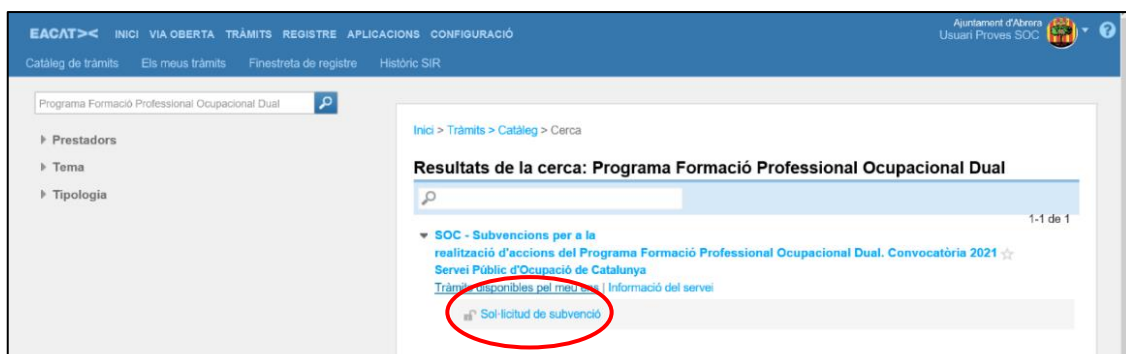 EACAT
INICI VIA OBERTA TRÀMITS REGISTRE APLICACIONS CONFIGURACIÓ
Ajuntament d'Abrera
Usuari Proves SOC
?
Catàleg de tràmits Els meus tràmits Finestreta de registre Històric SIR
Programa Formació Professional Ocupacional Dual
Prestadors
Tema
Tipologia
Inici > Tràmits > Catàleg > Cerca
Resultats de la cerca: Programa Formació Professional Ocupacional Dual
1-1 de 1
SOC - Subvencions per a la
realització d'accions del Programa Formació Professional Ocupacional Dual. Convocatòria 2021
Servei Públic d'Ocupació de Catalunya
Tràmits disponibles pel meu ens | Informació del servei
Sol·licitud de subvenció